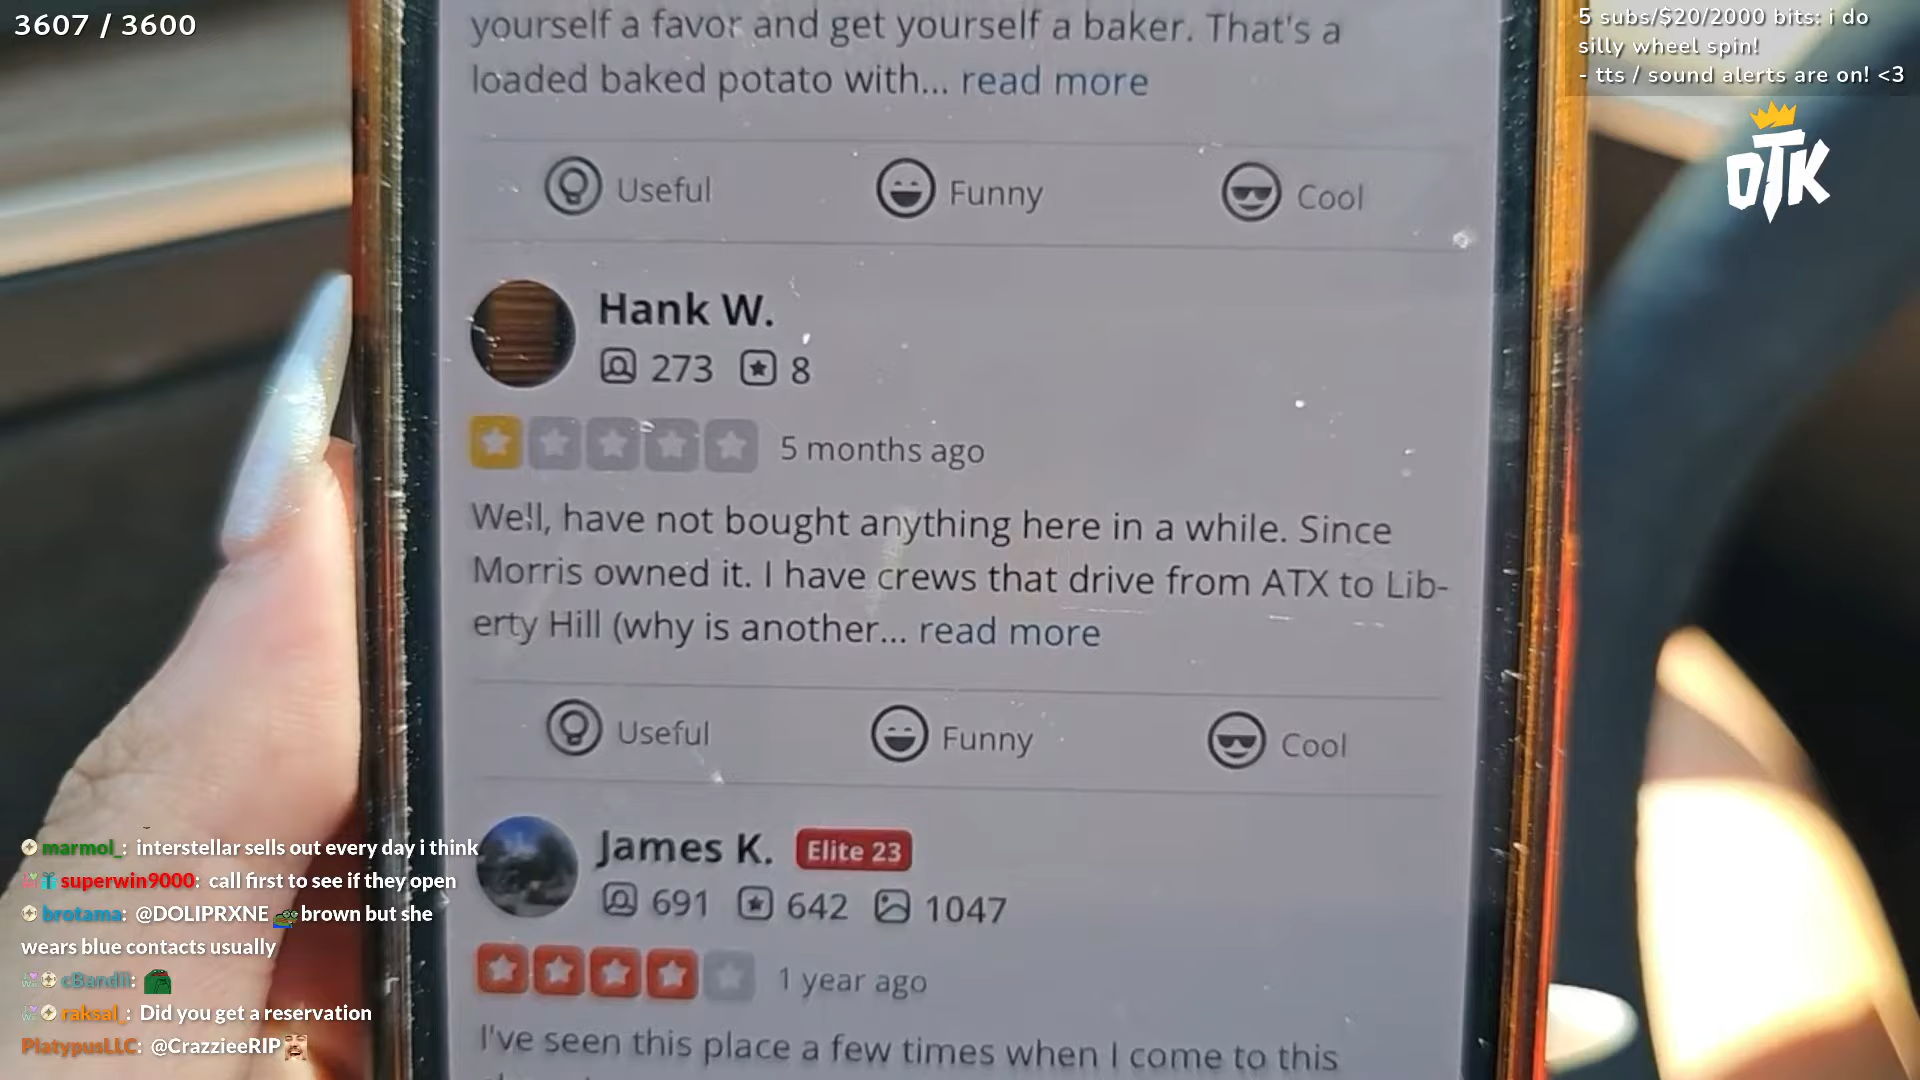 3607 / 3600
5 subs/$20/2000 bits: i do
silly wheel spin!
- tts / sound alerts are on! <3
OTK
yourself a favor and get yourself a baker. That's a
loaded baked potato with... read more
Useful
Funny
Cool
Hank W.
273 8
5 months ago
Well, have not bought anything here in a while. Since
Morris owned it. I have crews that drive from ATX to Lib-
erty Hill (why is another... read more
Useful
Funny
Cool
James K. Elite 23
691 642 1047
1 year ago
I've seen this place a few times when I come to this
marmol_: interstellar sells out every day i think
superwin9000: call first to see if they open
brotama: @DOLIPRXNE brown but she
wears blue contacts usually
cBandii:
raksal_: Did you get a reservation
PlatypusLLC: @CrazzieeRIP